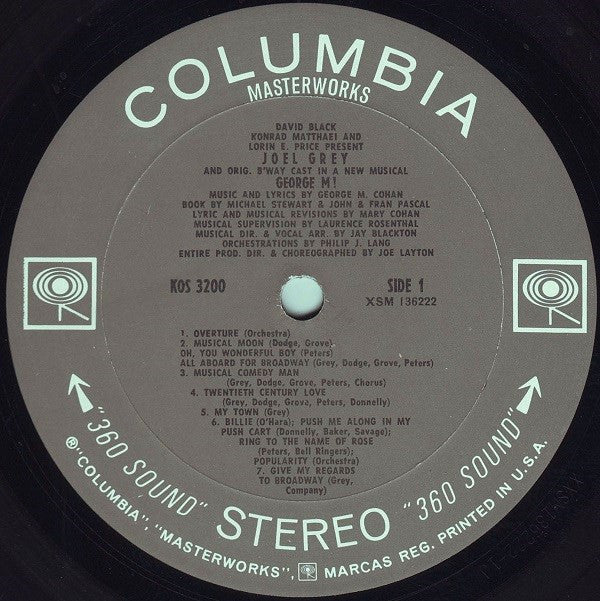 COLUMBIA
MASTERWORKS
DAVID BLACK
KONRAD MATTHAEI AND
LORIN E. PRICE PRESENT
JOEL GREY
AND ORIG. B'WAY CAST IN A NEW MUSICAL
GEORGE M!
MUSIC AND LYRICS BY GEORGE M. COHAN
BOOK BY MICHAEL STEWART & JOHN & FRAN PASCAL
LYRIC AND MUSICAL REVISIONS BY MARY COHAN
MUSICAL SUPERVISION BY LAURENCE ROSENTHAL
MUSICAL DIR. & VOCAL ARR. BY JAY BLACKTON
ORCHESTRATIONS BY PHILIP J. LANG
ENTIRE PROD. DIR. & CHOREOGRAPHED BY JOE LAYTON
KOS 3200
SIDE 1
XSM 136222
1. OVERTURE (Orchestra)
2. MUSICAL MOON (Dodge, Grove)
OH, YOU WONDERFUL BOY (Peters)
ALL ABOARD FOR BROADWAY (Grey, Dodge, Grove, Peters)
3. MUSICAL COMEDY MAN
(Grey, Dodge, Grove, Peters, Chorus)
4. TWENTIETH CENTURY LOVE
(Grey, Dodge, Grove, Peters, Donnelly)
5. MY TOWN (Grey)
6. BILLIE (O'Hara); PUSH ME ALONG IN MY
PUSH CART (Donnelly, Baker, Savage);
RING TO THE NAME OF ROSE
(Peters, Bell Ringers);
POPULARITY (Orchestra)
7. GIVE MY REGARDS
TO BROADWAY (Grey,
Company)
"360 SOUND" STEREO "360 SOUND"
® "COLUMBIA", "MASTERWORKS", MARCAS REG. PRINTED IN U.S.A.